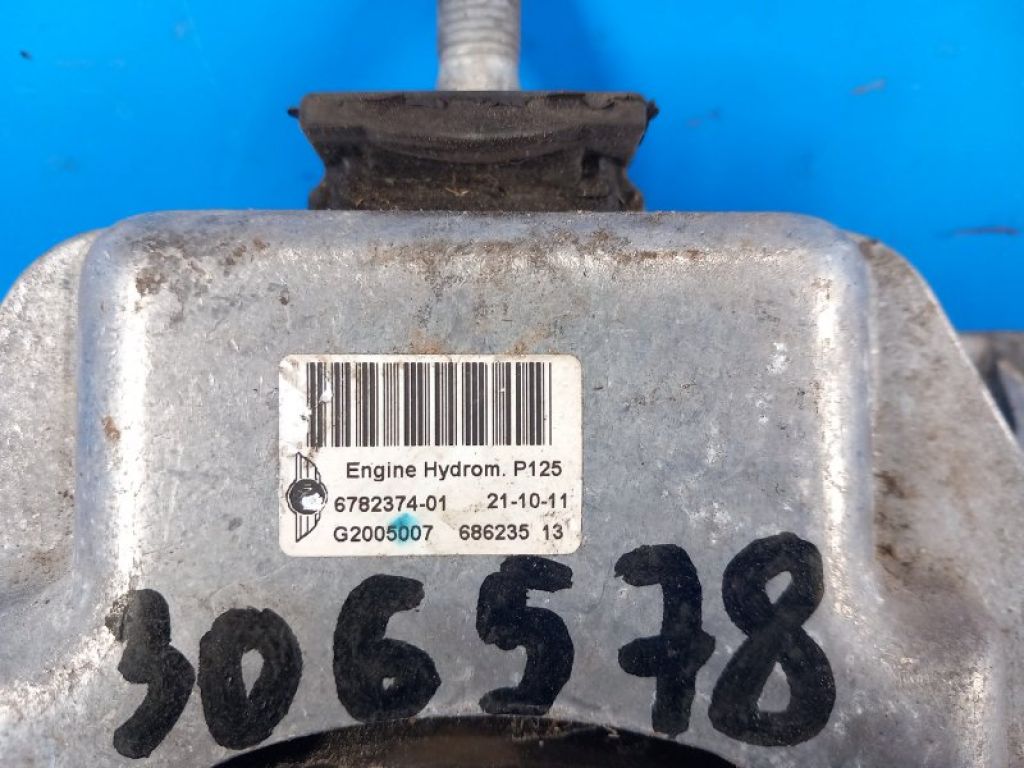 Engine Hydrom. P125
6782374-01 21-10-11
G2005007 686235 13
306578